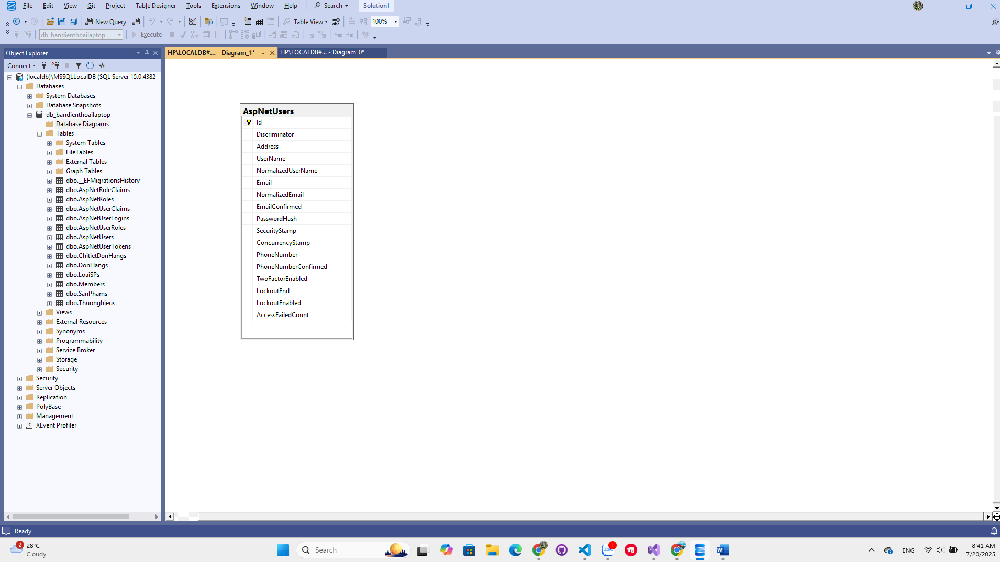 File Edit View Git Project Table Designer Tools Extensions Window Help Search Solution1
New Query Table View 100%
db_bandienthoailaptop Execute
Object Explorer
HP\LOCALDB#... - Diagram_1* HP\LOCALDB#... - Diagram_0*
Connect
(localdb)\MSSQLLocalDB (SQL Server 15.0.4382 -
Databases
System Databases
Database Snapshots
db_bandienthoailaptop
Database Diagrams
Tables
System Tables
FileTables
External Tables
Graph Tables
dbo.__EFMigrationsHistory
dbo.AspNetRoleClaims
dbo.AspNetRoles
dbo.AspNetUserClaims
dbo.AspNetUserLogins
dbo.AspNetUserRoles
dbo.AspNetUsers
dbo.AspNetUserTokens
dbo.ChitietDonHangs
dbo.DonHangs
dbo.LoaiSPs
dbo.Members
dbo.SanPhams
dbo.Thuonghieus
Views
External Resources
Synonyms
Programmability
Service Broker
Storage
Security
Security
Server Objects
Replication
PolyBase
Management
XEvent Profiler
AspNetUsers
Id
Discriminator
Address
UserName
NormalizedUserName
Email
NormalizedEmail
EmailConfirmed
PasswordHash
SecurityStamp
ConcurrencyStamp
PhoneNumber
PhoneNumberConfirmed
TwoFactorEnabled
LockoutEnd
LockoutEnabled
AccessFailedCount
Ready
2
28°C
Cloudy
Search
Zalo
1
ENG
8:41 AM
7/20/2025